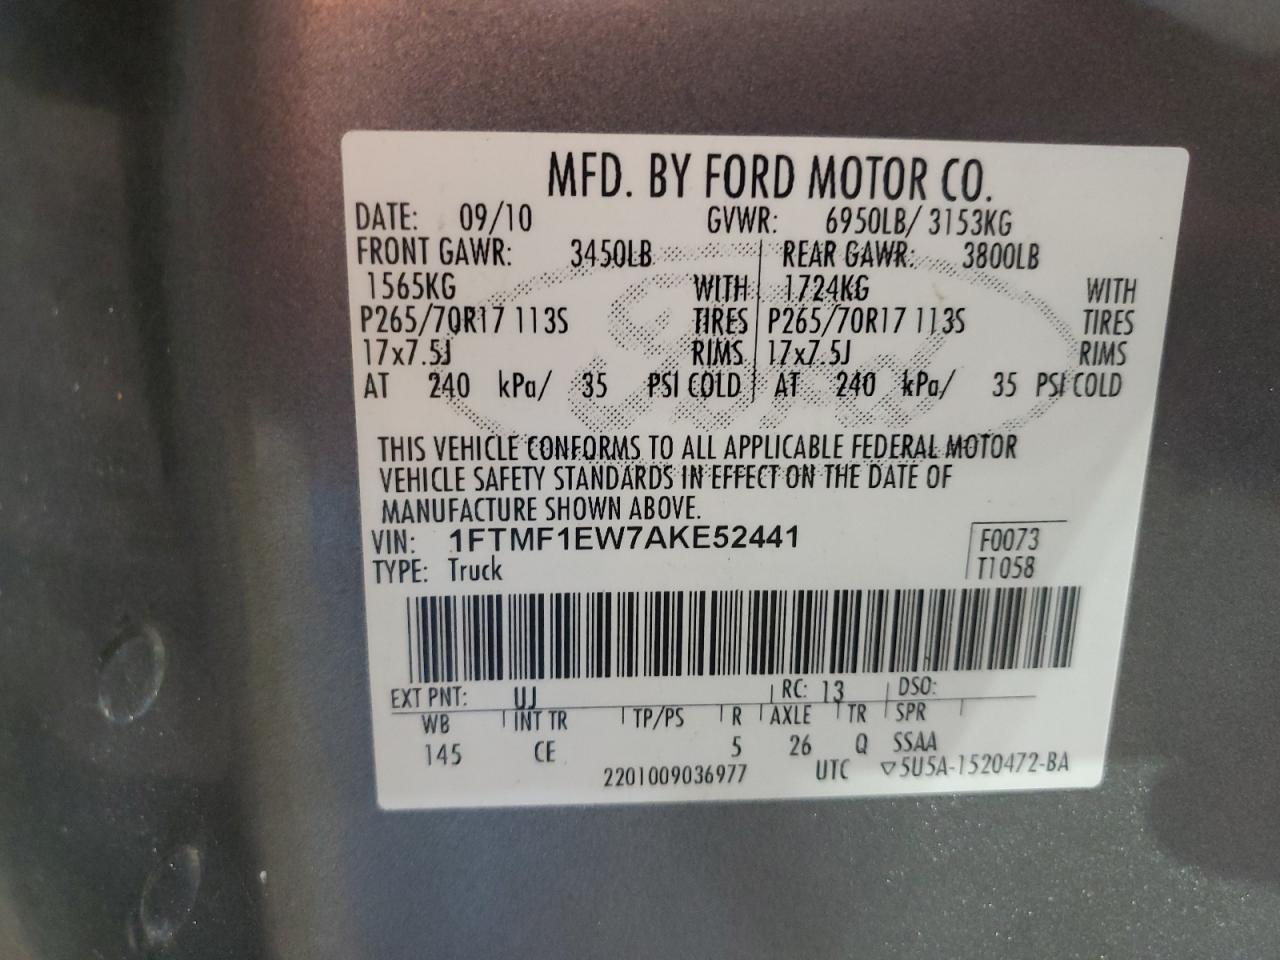 MFD. BY FORD MOTOR CO.
DATE: 09/10 GVWR: 6950LB/ 3153KG
FRONT GAWR: 3450LB REAR GAWR: 3800LB
1565KG WITH 1724KG WITH
P265/70R17 113S TIRES P265/70R17 113S TIRES
17x7.5J RIMS 17x7.5J RIMS
AT 240 kPa/ 35 PSI COLD AT 240 kPa/ 35 PSI COLD
THIS VEHICLE CONFORMS TO ALL APPLICABLE FEDERAL MOTOR
VEHICLE SAFETY STANDARDS IN EFFECT ON THE DATE OF
MANUFACTURE SHOWN ABOVE.
VIN: 1FTMF1EW7AKE52441 F0073
TYPE: Truck T1058
EXT PNT: UJ RC: 13 DSO:
WB INT TR TP/PS R AXLE TR SPR
145 CE 5 26 Q SSAA
2201009036977 UTC ▽5U5A-1520472-BA